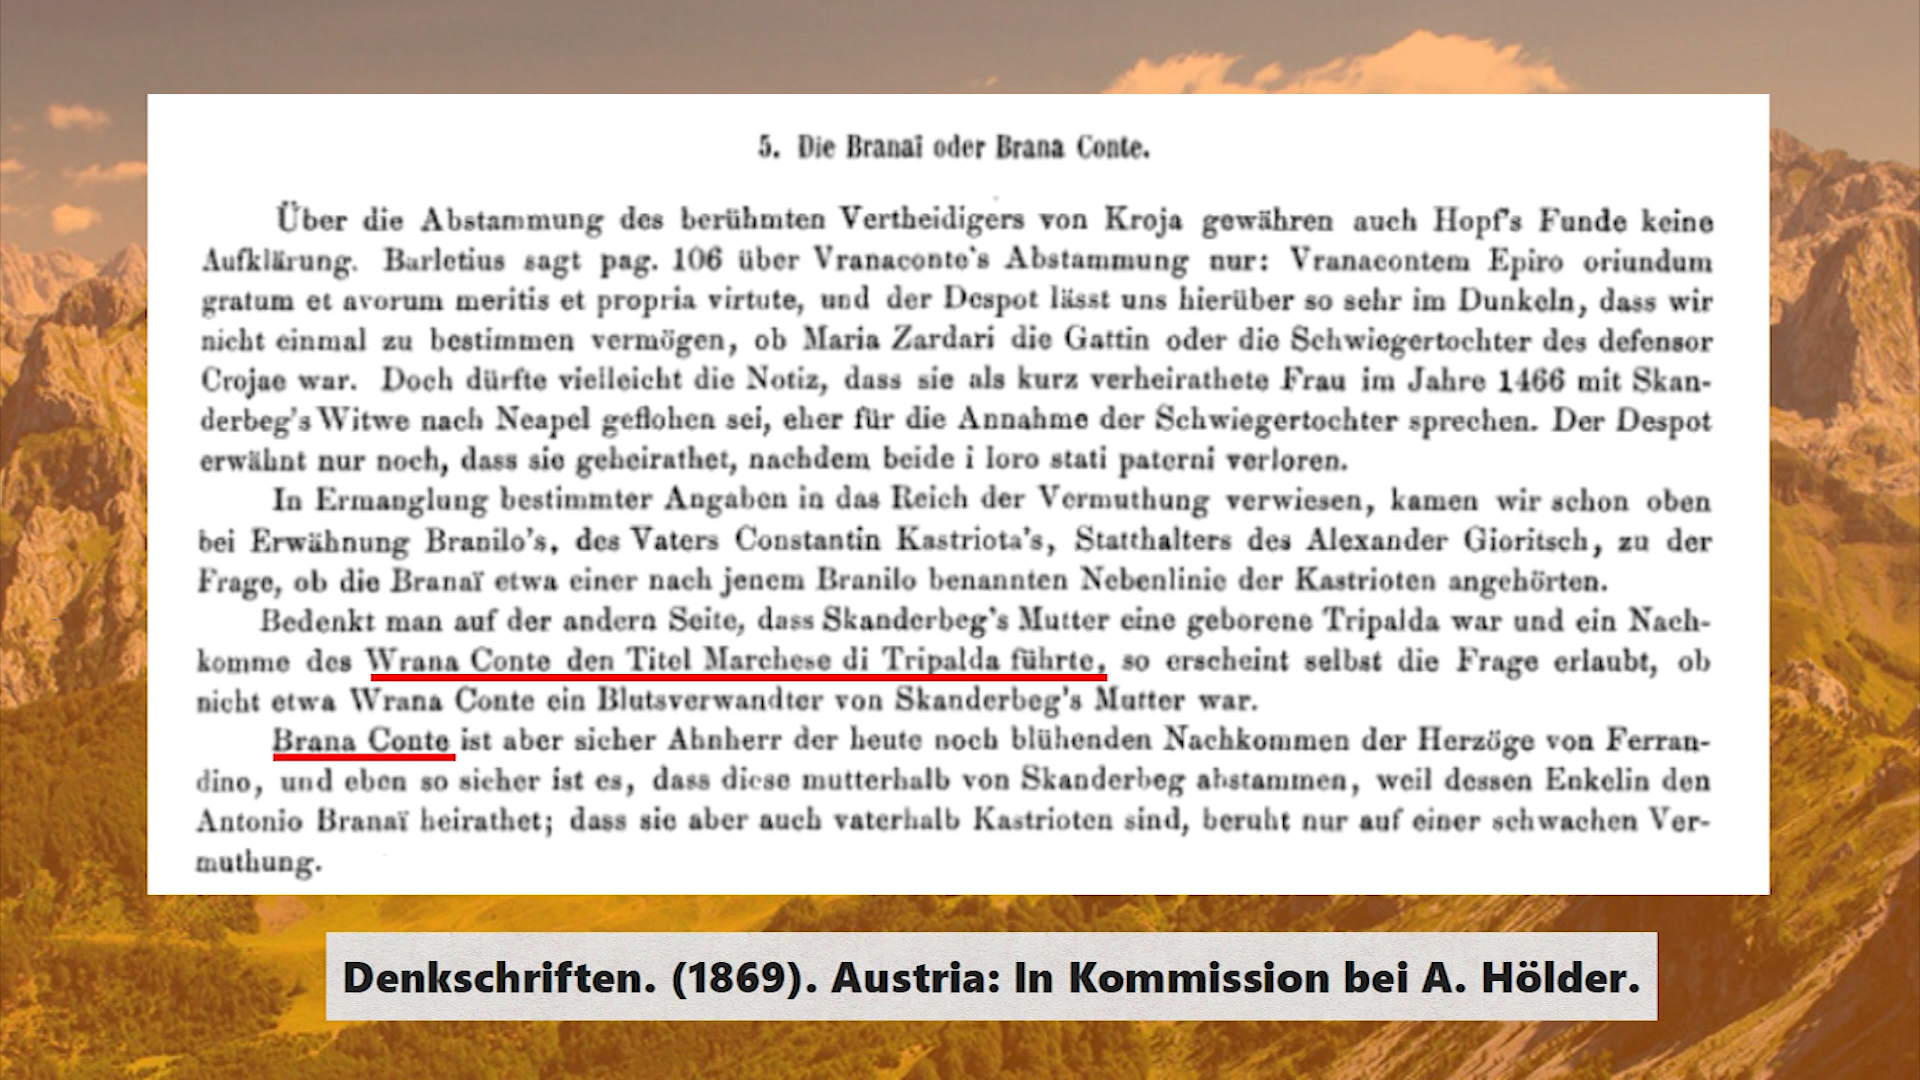 5. Die Branaï oder Brana Conte.
Über die Abstammung des berühmten Vertheidigers von Kroja gewähren auch Hopf's Funde keine
Aufklärung. Barletius sagt pag. 106 über Vranaconte's Abstammung nur: Vranacontem Epiro oriundum
gratum et avorum meritis et propria virtute, und der Despot lässt uns hierüber so sehr im Dunkeln, dass wir
nicht einmal zu bestimmen vermögen, ob Maria Zardari die Gattin oder die Schwiegertochter des defensor
Crojae war. Doch dürfte vielleicht die Notiz, dass sie als kurz verheirathete Frau im Jahre 1466 mit Skan-
derbeg's Witwe nach Neapel geflohen sei, eher für die Annahme der Schwiegertochter sprechen. Der Despot
erwähnt nur noch, dass sie geheirathet, nachdem beide i loro stati paterni verloren.
In Ermanglung bestimmter Angaben in das Reich der Vermuthung verwiesen, kamen wir schon oben
bei Erwähnung Branilo's, des Vaters Constantin Kastriota's, Statthalters des Alexander Gioritsch, zu der
Frage, ob die Branaï etwa einer nach jenem Branilo benannten Nebenlinie der Kastrioten angehörten.
Bedenkt man auf der andern Seite, dass Skanderbeg's Mutter eine geborene Tripalda war und ein Nach-
komme des Wrana Conte den Titel Marchese di Tripalda führte, so erscheint selbst die Frage erlaubt, ob
nicht etwa Wrana Conte ein Blutsverwandter von Skanderbeg's Mutter war.
Brana Conte ist aber sicher Ahnherr der heute noch blühenden Nachkommen der Herzöge von Ferran-
dino, und eben so sicher ist es, dass diese mutterhalb von Skanderbeg abstammen, weil dessen Enkelin den
Antonio Branaï heirathet; dass sie aber auch vaterhalb Kastrioten sind, beruht nur auf einer schwachen Ver-
muthung.
Denkschriften. (1869). Austria: In Kommission bei A. Hölder.